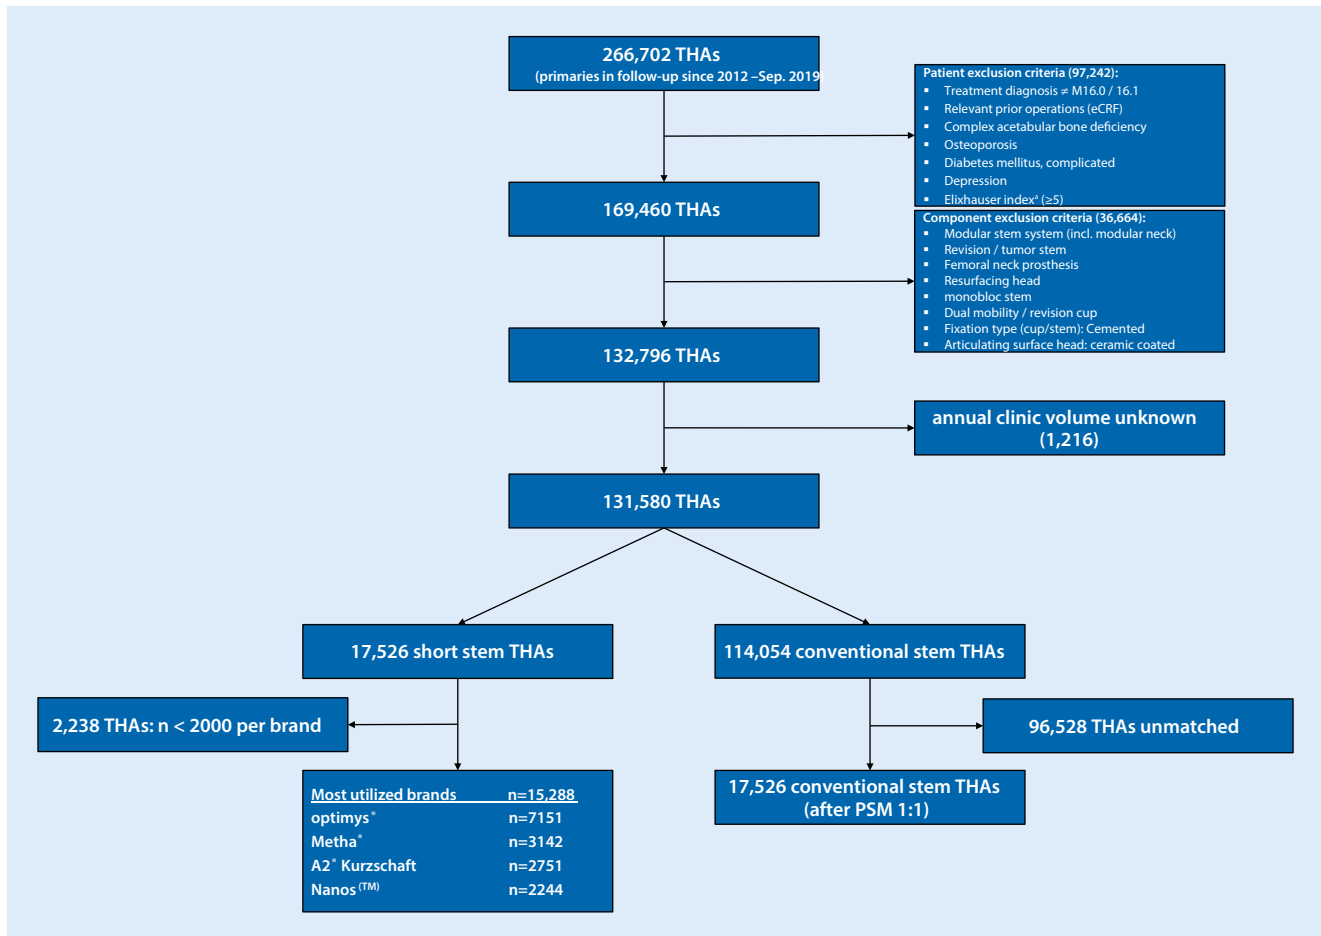 266,702 THAs
(primaries in follow-up since 2012 –Sep. 2019)
Patient exclusion criteria (97,242):
▪ Treatment diagnosis ≠ M16.0 / 16.1
▪ Relevant prior operations (eCRF)
▪ Complex acetabular bone deficiency
▪ Osteoporosis
▪ Diabetes mellitus, complicated
▪ Depression
▪ Elixhauser indexᵃ (≥5)
169,460 THAs
Component exclusion criteria (36,664):
▪ Modular stem system (incl. modular neck)
▪ Revision / tumor stem
▪ Femoral neck prosthesis
▪ Resurfacing head
▪ monobloc stem
▪ Dual mobility / revision cup
▪ Fixation type (cup/stem): Cemented
▪ Articulating surface head: ceramic coated
132,796 THAs
annual clinic volume unknown
(1,216)
131,580 THAs
17,526 short stem THAs
114,054 conventional stem THAs
2,238 THAs: n < 2000 per brand
96,528 THAs unmatched
Most utilized brands n=15,288
optimys® n=7151
Metha® n=3142
A2® Kurzschaft n=2751
Nanos (TM) n=2244
17,526 conventional stem THAs
(after PSM 1:1)